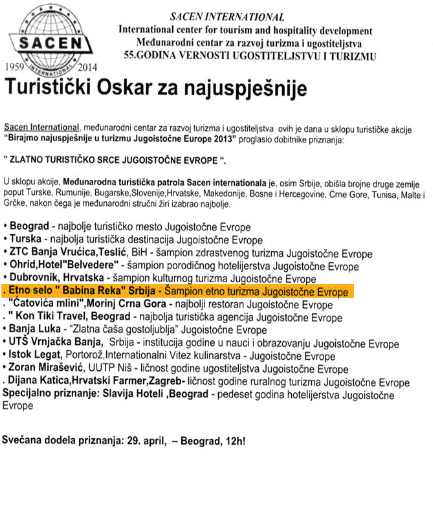 SACEN INTERNATIONAL
International center for tourism and hospitality development
Međunarodni centar za razvoj turizma i ugostiteljstva
55.GODINA VERNOSTI UGOSTITELJSTVU I TURIZMU
SACEN
INTERNATIONAL
1959 2014
Turistički Oskar za najuspješnije
Sacen International, međunarodni centar za razvoj turizma i ugostiteljstva ovih je dana u sklopu turističke akcije
"Birajmo najuspješnije u turizmu Jugoistočne Europe 2013" proglasio dobitnike priznanja:
" ZLATNO TURISTIČKO SRCE JUGOISTOČNE EVROPE ".
U sklopu akcije, Međunarodna turistička patrola Sacen internationala je, osim Srbije, obišla brojne druge zemlje
poput Turske, Rumunije, Bugarske,Slovenije,Hrvatske, Makedonije, Bosne i Hercegovine, Crne Gore, Tunisa, Malte i
Grčke, nakon čega je međunarodni stručni žiri izabrao najbolje.
• Beograd - najbolje turističko mesto Jugoistočne Evrope
• Turska - najbolja turistička destinacija Jugoistočne Evrope
• ZTC Banja Vrućica,Teslić, BiH - šampion zdravstvenog turizma Jugoistočne Evrope
• Ohrid,Hotel"Belvedere" - šampion porodičnog hotelijerstva Jugoistočne Evrope
• Dubrovnik, Hrvatska - šampion kulturnog turizma Jugoistočne Evrope
. Etno selo " Babina Reka" Srbija - Šampion etno turizma Jugoistočne Evrope
. "Ćatovića mlini",Morinj Crna Gora - najbolji restoran Jugoistočne Evrope
. " Kon Tiki Travel, Beograd - najbolja turistička agencija Jugoistočne Evrope
• Banja Luka – "Zlatna čaša gostoljublja" Jugoistočne Evrope
• UTŠ Vrnjačka Banja, Srbija - institucija godine u nauci i obrazovanju Jugoistočne Evrope
• Istok Legat, Portorož,Internationalni Vitez kulinarstva - Jugoistočne Evrope
• Zoran Mirašević, UUTP Niš - ličnost godine ugostiteljstva Jugoistočne Evrope
. Dijana Katica,Hrvatski Farmer,Zagreb- ličnost godine ruralnog turizma Jugoistočne Evrope
Specijalno priznanje: Slavija Hoteli ,Beograd - pedeset godina hotelijerstva Jugoistočne
Evrope
Svečana dodela priznanja: 29. april, – Beograd, 12h!